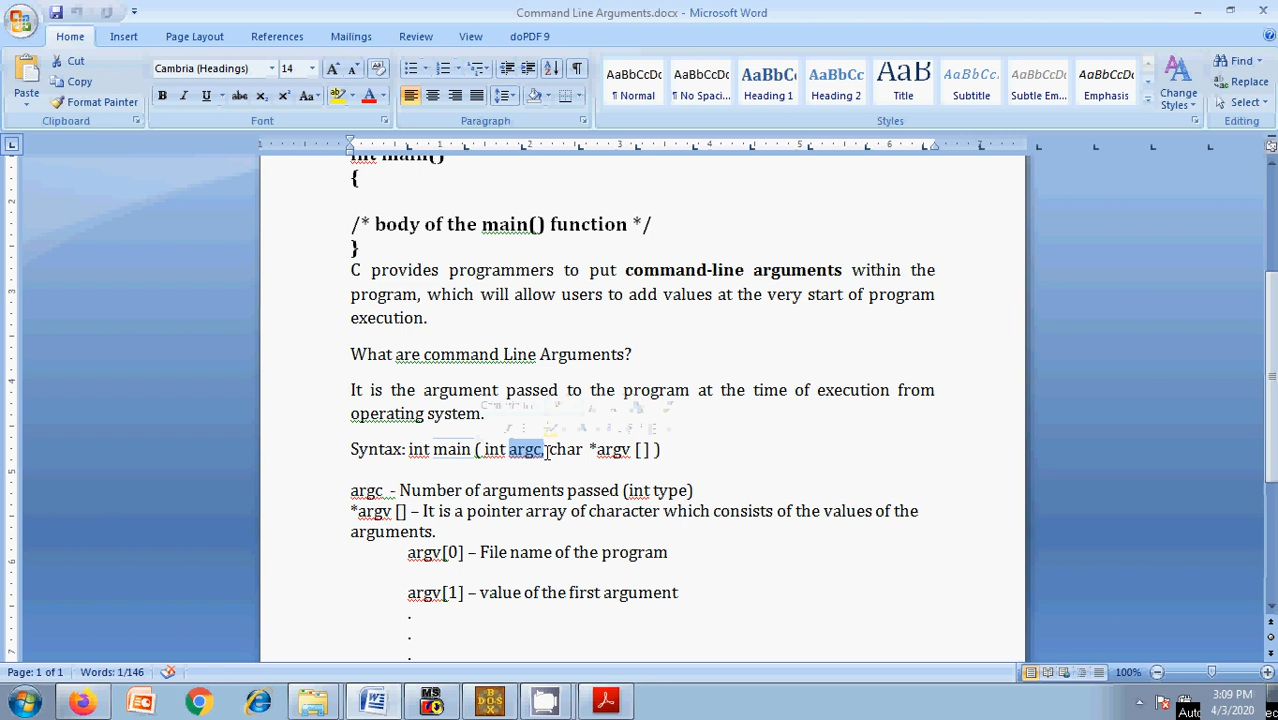 Command Line Arguments.docx - Microsoft Word
Home Insert Page Layout References Mailings Review View doPDF 9
Paste Cut Copy Format Painter
Cambria (Headings) 14
AaBbCcDc AaBbCcDc AaBbCc AaBbCc AaB AaBbCc. AaBbCcDc AaBbCcDc
¶ Normal ¶ No Spaci... Heading 1 Heading 2 Title Subtitle Subtle Em... Emphasis
Change Styles
Find Replace Select
Clipboard Font Paragraph Styles Editing
int main()
{
/* body of the main() function */
}
C provides programmers to put command-line arguments within the
program, which will allow users to add values at the very start of program
execution.
What are command Line Arguments?
It is the argument passed to the program at the time of execution from
operating system.
Syntax: int main ( int argc, char *argv [ ] )
argc - Number of arguments passed (int type)
*argv [] – It is a pointer array of character which consists of the values of the
arguments.
argv[0] – File name of the program
argv[1] – value of the first argument
.
.
.
Page: 1 of 1 Words: 1/146 100%
3:09 PM
4/3/2020